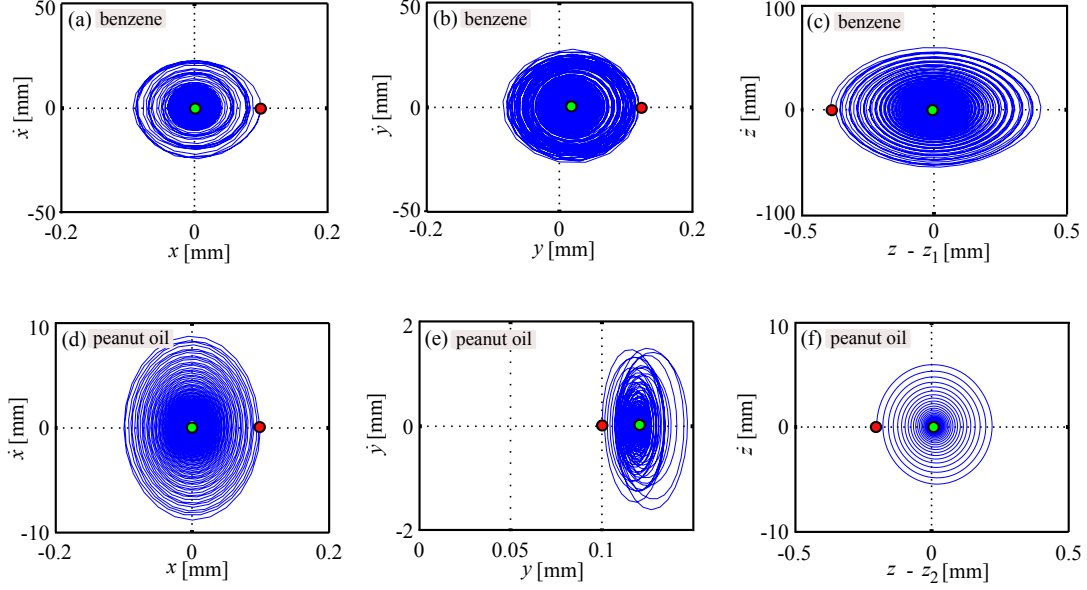 50
(a) benzene
ẋ [mm]
0
-50
-0.2
0
0.2
x [mm]
50
(b) benzene
ẏ [mm]
0
-50
-0.2
0
0.2
y [mm]
100
(c) benzene
ż [mm]
0
-100
-0.5
0
0.5
z - z1 [mm]
10
(d) peanut oil
ẋ [mm]
0
-10
-0.2
0
0.2
x [mm]
2
(e) peanut oil
ẏ [mm]
0
-2
0
0.05
0.1
y [mm]
10
(f) peanut oil
ż [mm]
0
-10
-0.5
0
0.5
z - z2 [mm]